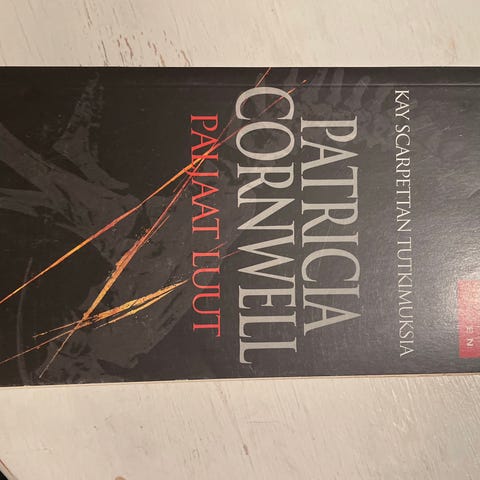 KAY SCARPETTAN TUTKIMUKSIA
PATRICIA
CORNWELL
PALJAAT LUUT